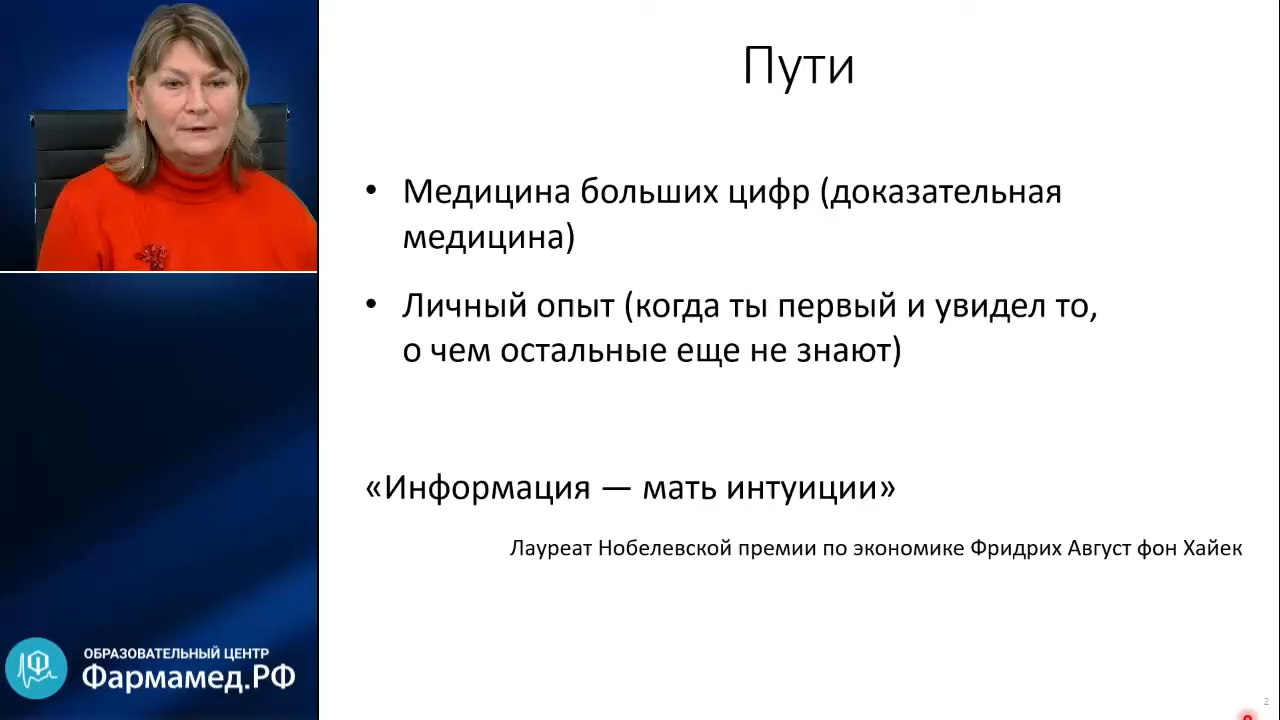 Пути
• Медицина больших цифр (доказательная
медицина)
• Личный опыт (когда ты первый и увидел то,
о чем остальные еще не знают)
«Информация — мать интуиции»
Лауреат Нобелевской премии по экономике Фридрих Август фон Хайек
ОБРАЗОВАТЕЛЬНЫЙ ЦЕНТР
Фармамед.РФ
2